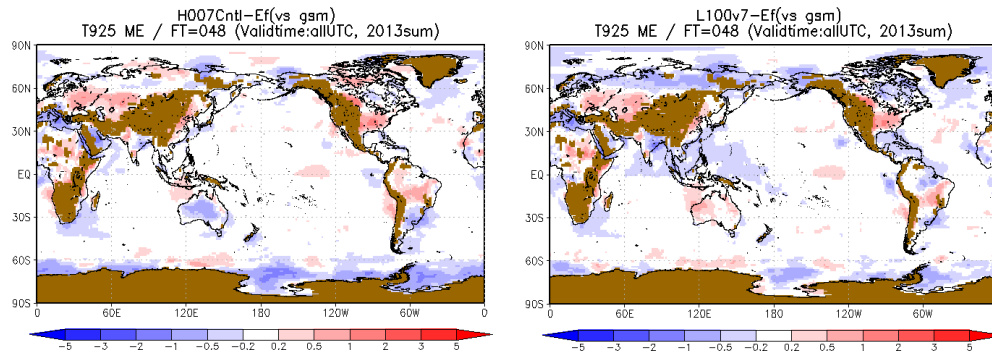 H007Cntl-Ef(vs gsm)
T925 ME / FT=048 (Validtime:allUTC, 2013sum)
90N
60N
30N
EQ
30S
60S
90S
0 60E 120E 180 120W 60W 0
-5 -3 -2 -1 -0.5 -0.2 0.2 0.5 1 2 3 5
L100v7-Ef(vs gsm)
T925 ME / FT=048 (Validtime:allUTC, 2013sum)
90N
60N
30N
EQ
30S
60S
90S
0 60E 120E 180 120W 60W
-5 -3 -2 -1 -0.5 -0.2 0.2 0.5 1 2 3 5